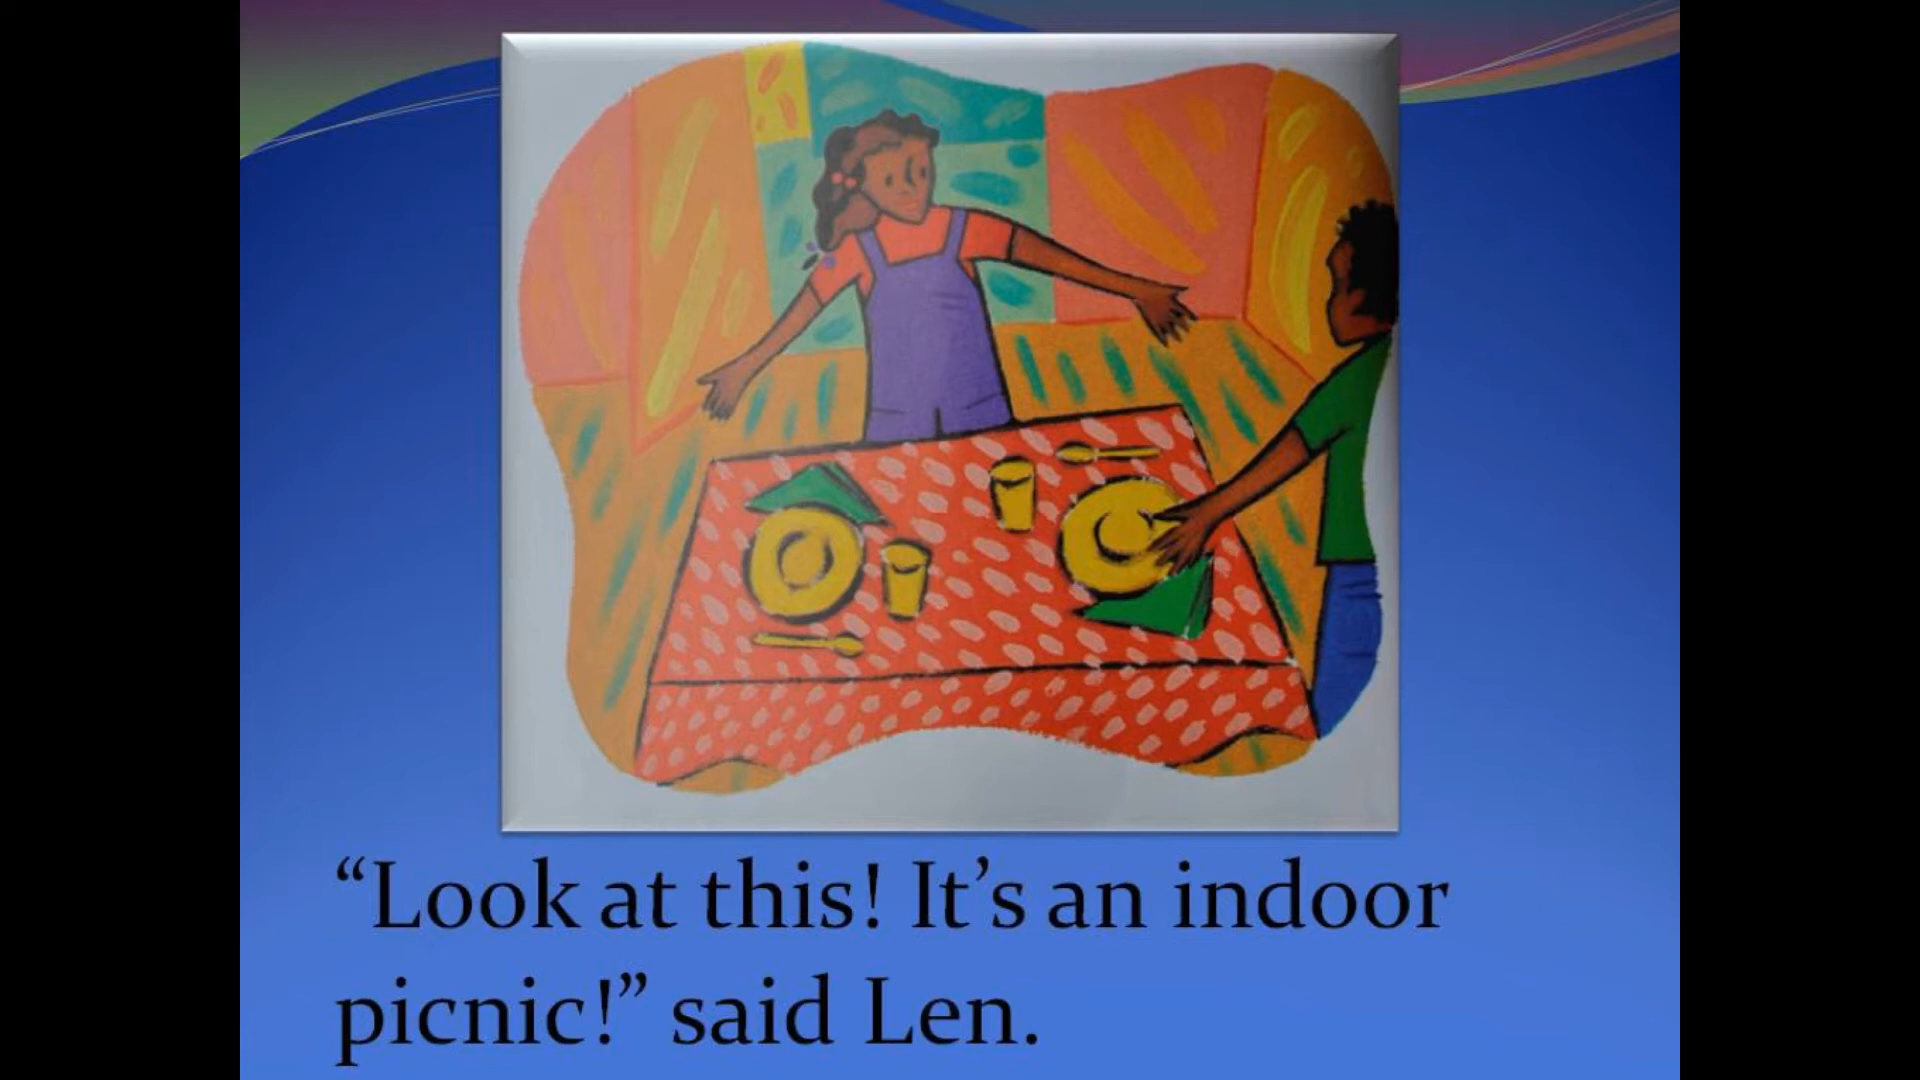 “Look at this! It’s an indoor
picnic!” said Len.